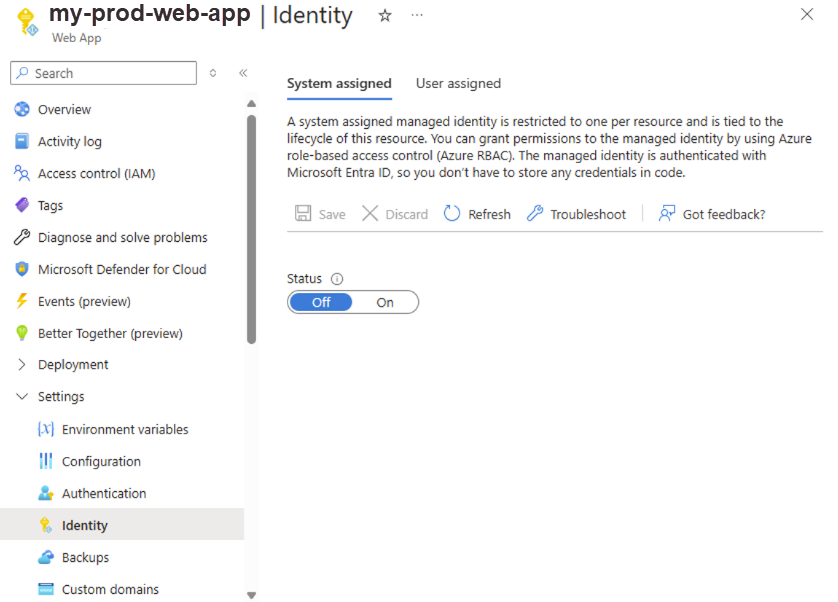 my-prod-web-app | Identity
Web App
Search
Overview
Activity log
Access control (IAM)
Tags
Diagnose and solve problems
Microsoft Defender for Cloud
Events (preview)
Better Together (preview)
Deployment
Settings
Environment variables
Configuration
Authentication
Identity
Backups
Custom domains
System assigned User assigned
A system assigned managed identity is restricted to one per resource and is tied to the
lifecycle of this resource. You can grant permissions to the managed identity by using Azure
role-based access control (Azure RBAC). The managed identity is authenticated with
Microsoft Entra ID, so you don't have to store any credentials in code.
Save Discard Refresh Troubleshoot Got feedback?
Status
Off On